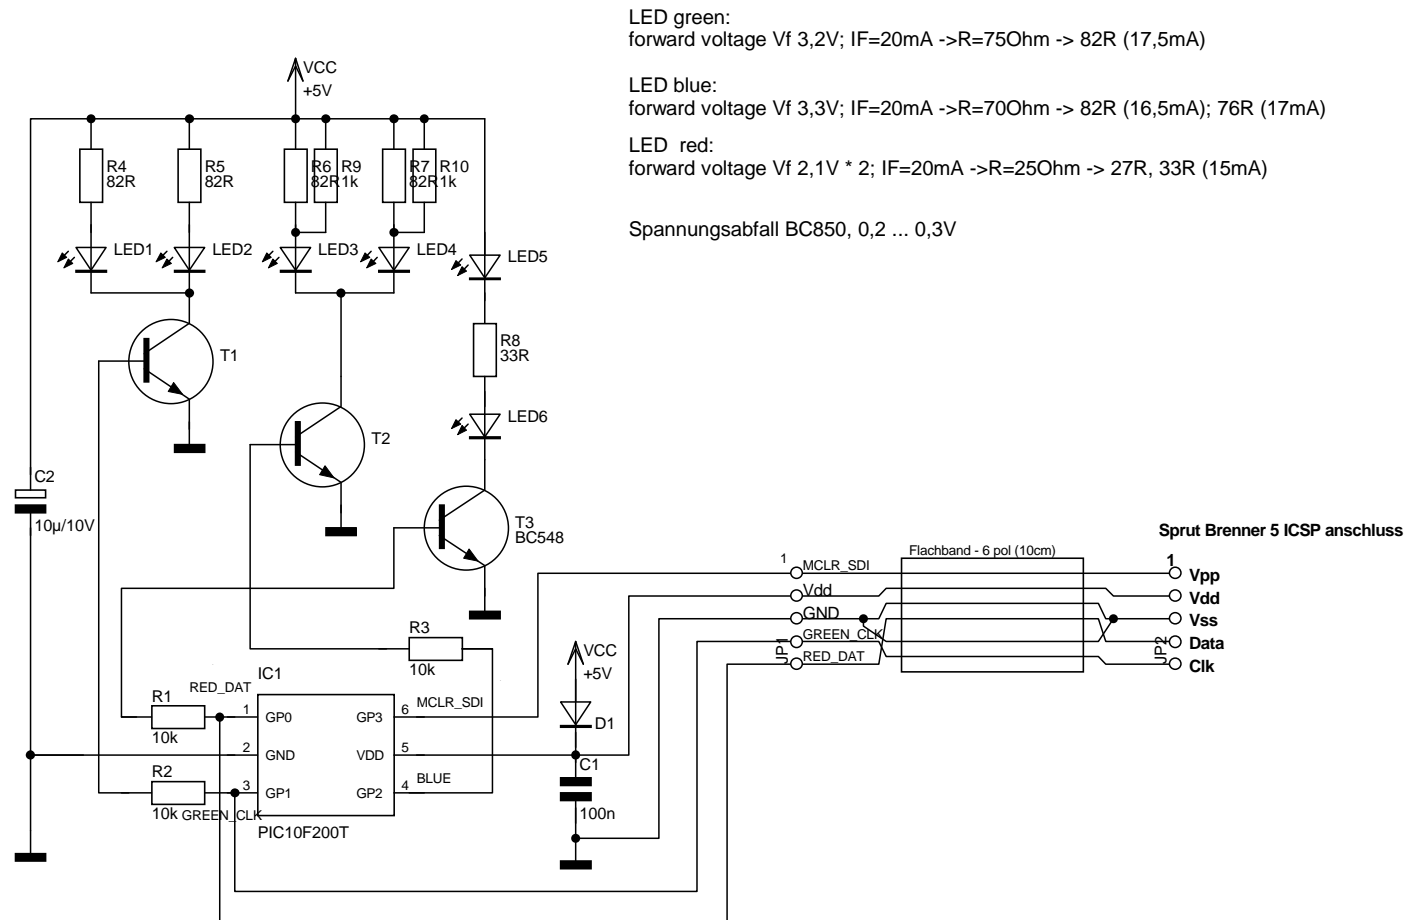 LED green:
forward voltage Vf 3,2V; IF=20mA ->R=75Ohm -> 82R (17,5mA)
LED blue:
forward voltage Vf 3,3V; IF=20mA ->R=70Ohm -> 82R (16,5mA); 76R (17mA)
LED red:
forward voltage Vf 2,1V * 2; IF=20mA ->R=25Ohm -> 27R, 33R (15mA)
Spannungsabfall BC850, 0,2 ... 0,3V
VCC
+5V
R4
82R
R5
82R
R6
82R
R9
1k
R7
82R
R10
1k
LED1
LED2
LED3
LED4
LED5
R8
33R
T1
LED6
T2
C2
10µ/10V
T3
BC548
Sprut Brenner 5 ICSP anschluss
Flachband - 6 pol (10cm)
1
MCLR_SDI
1
Vpp
Vdd
Vdd
GND
Vss
GREEN_CLK
Data
RED_DAT
Clk
JP1
JP2
R3
10k
VCC
+5V
IC1
RED_DAT
MCLR_SDI
R1
10k
1
GP0
GP3
6
D1
2
GND
VDD
5
C1
100n
R2
10k
GREEN_CLK
3
GP1
GP2
4
BLUE
PIC10F200T